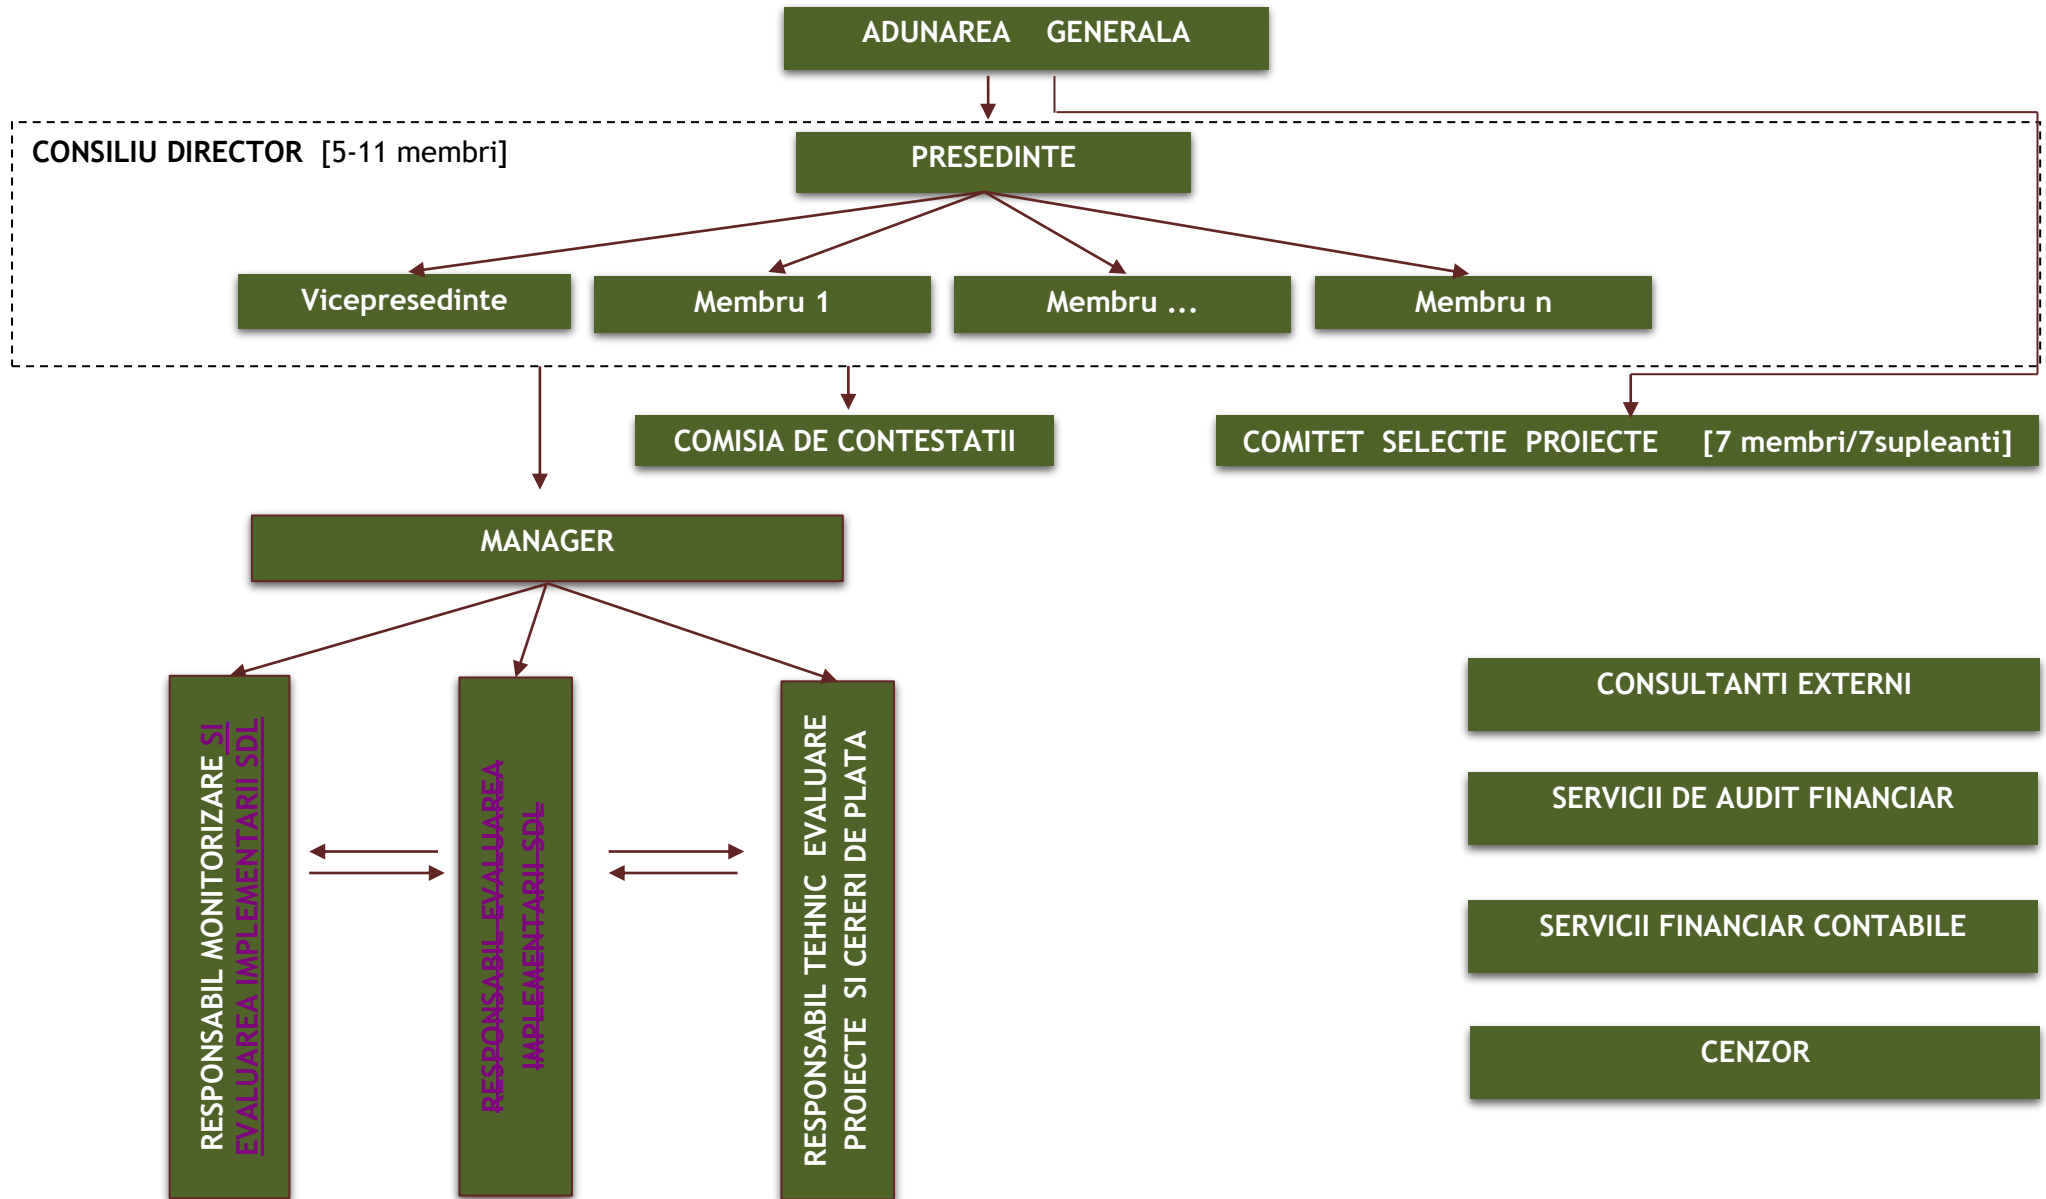 ADUNAREA GENERALA
CONSILIU DIRECTOR [5-11 membri]
PRESEDINTE
Vicepresedinte
Membru 1
Membru ...
Membru n
COMISIA DE CONTESTATII
COMITET SELECTIE PROIECTE [7 membri/7supleanti]
MANAGER
RESPONSABIL MONITORIZARE SI
EVALUAREA IMPLEMENTARII SDL
RESPONSABIL EVALUAREA
IMPLEMENTARII SDL
RESPONSABIL TEHNIC EVALUARE
PROIECTE SI CERERI DE PLATA
CONSULTANTI EXTERNI
SERVICII DE AUDIT FINANCIAR
SERVICII FINANCIAR CONTABILE
CENZOR